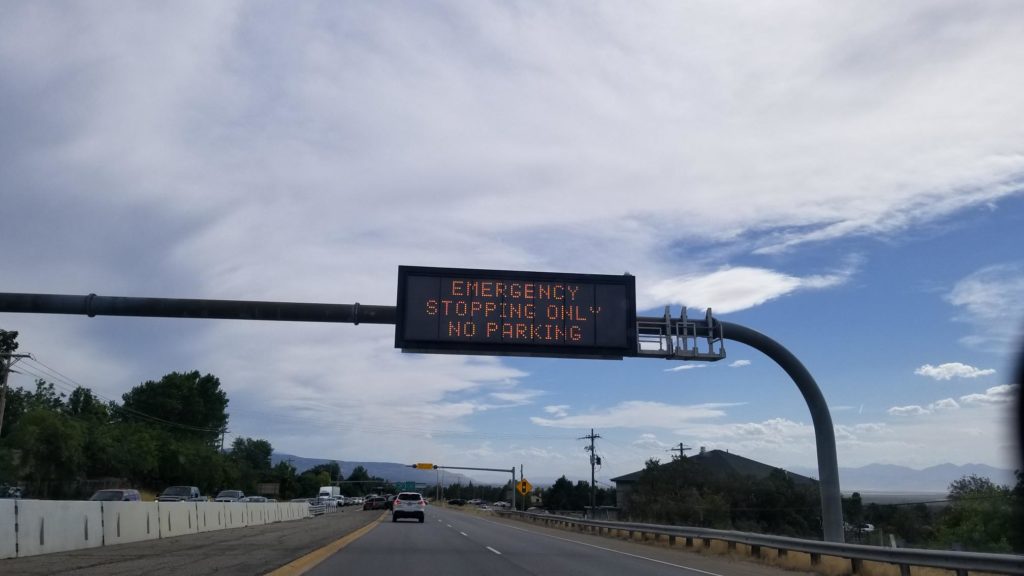 EMERGENCY
STOPPING ONLY
NO PARKING